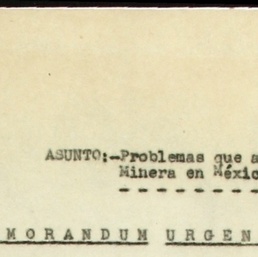 ASUNTO:-Problemas que a
Minera en Méxic
- - - - - - - - - -
MORANDUM URGEN